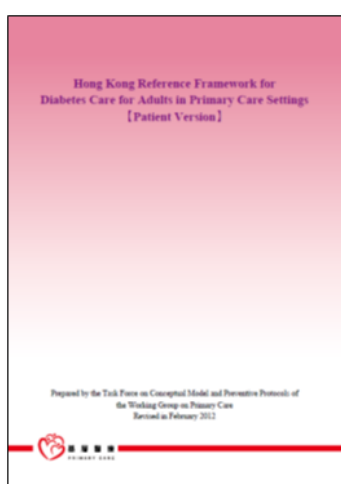 Hong Kong Reference Framework for
Diabetes Care for Adults in Primary Care Settings
【Patient Version】
Prepared by the Task Force on Conceptual Model and Preventive Protocols of
the Working Group on Primary Care
Revised in February 2012
PRIMARY CARE